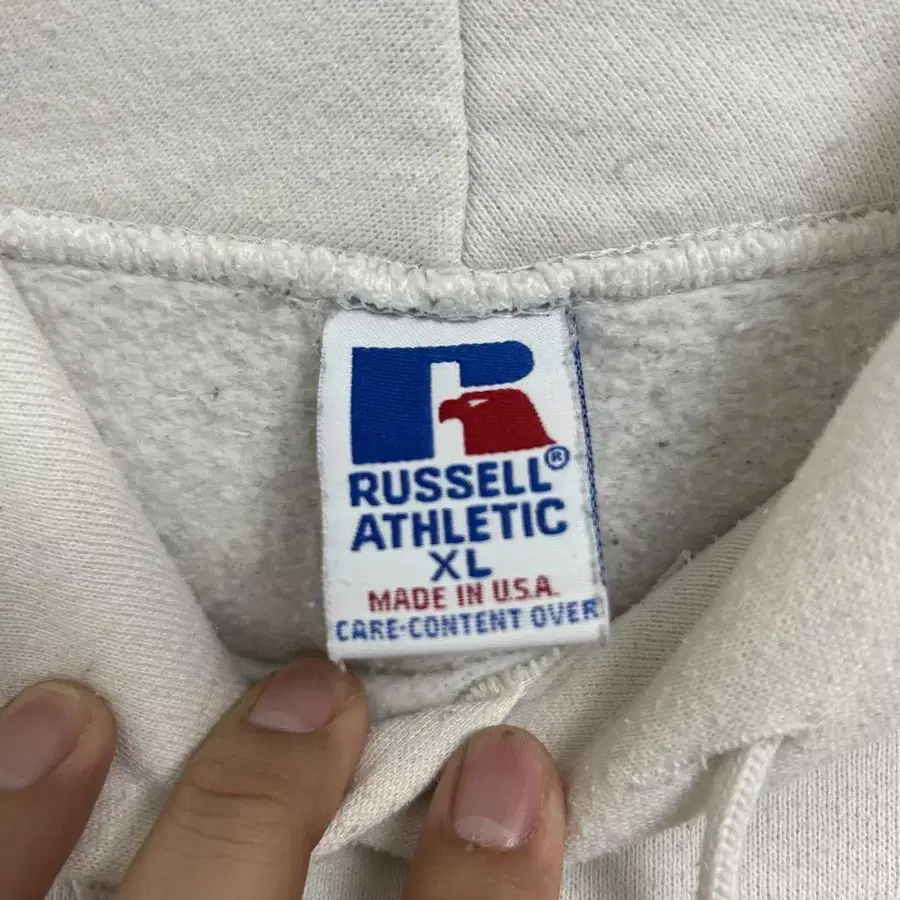 R
RUSSELL®
ATHLETIC
XL
MADE IN U.S.A.
CARE-CONTENT OVER